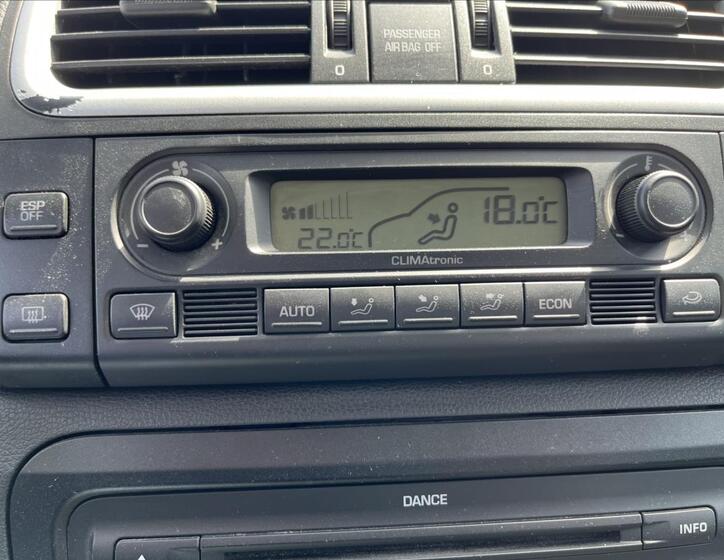 PASSENGER
AIR BAG OFF
0
0
ESP
OFF
22.0°C
18.0°C
CLIMAtronic
- +
AUTO
ECON
DANCE
INFO